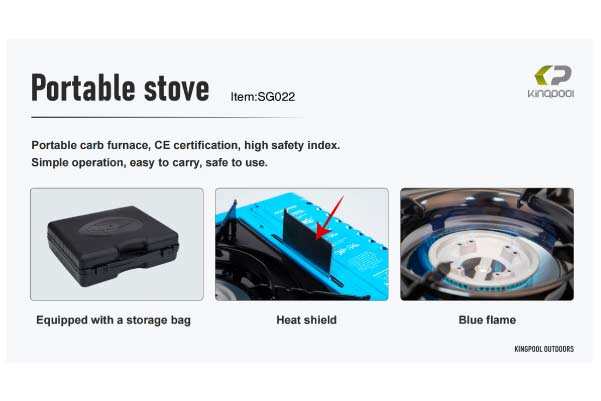 Portable stove Item:SG022
KingPool
Portable carb furnace, CE certification, high safety index.
Simple operation, easy to carry, safe to use.
Equipped with a storage bag
Heat shield
Blue flame
KINGPOOL OUTDOORS